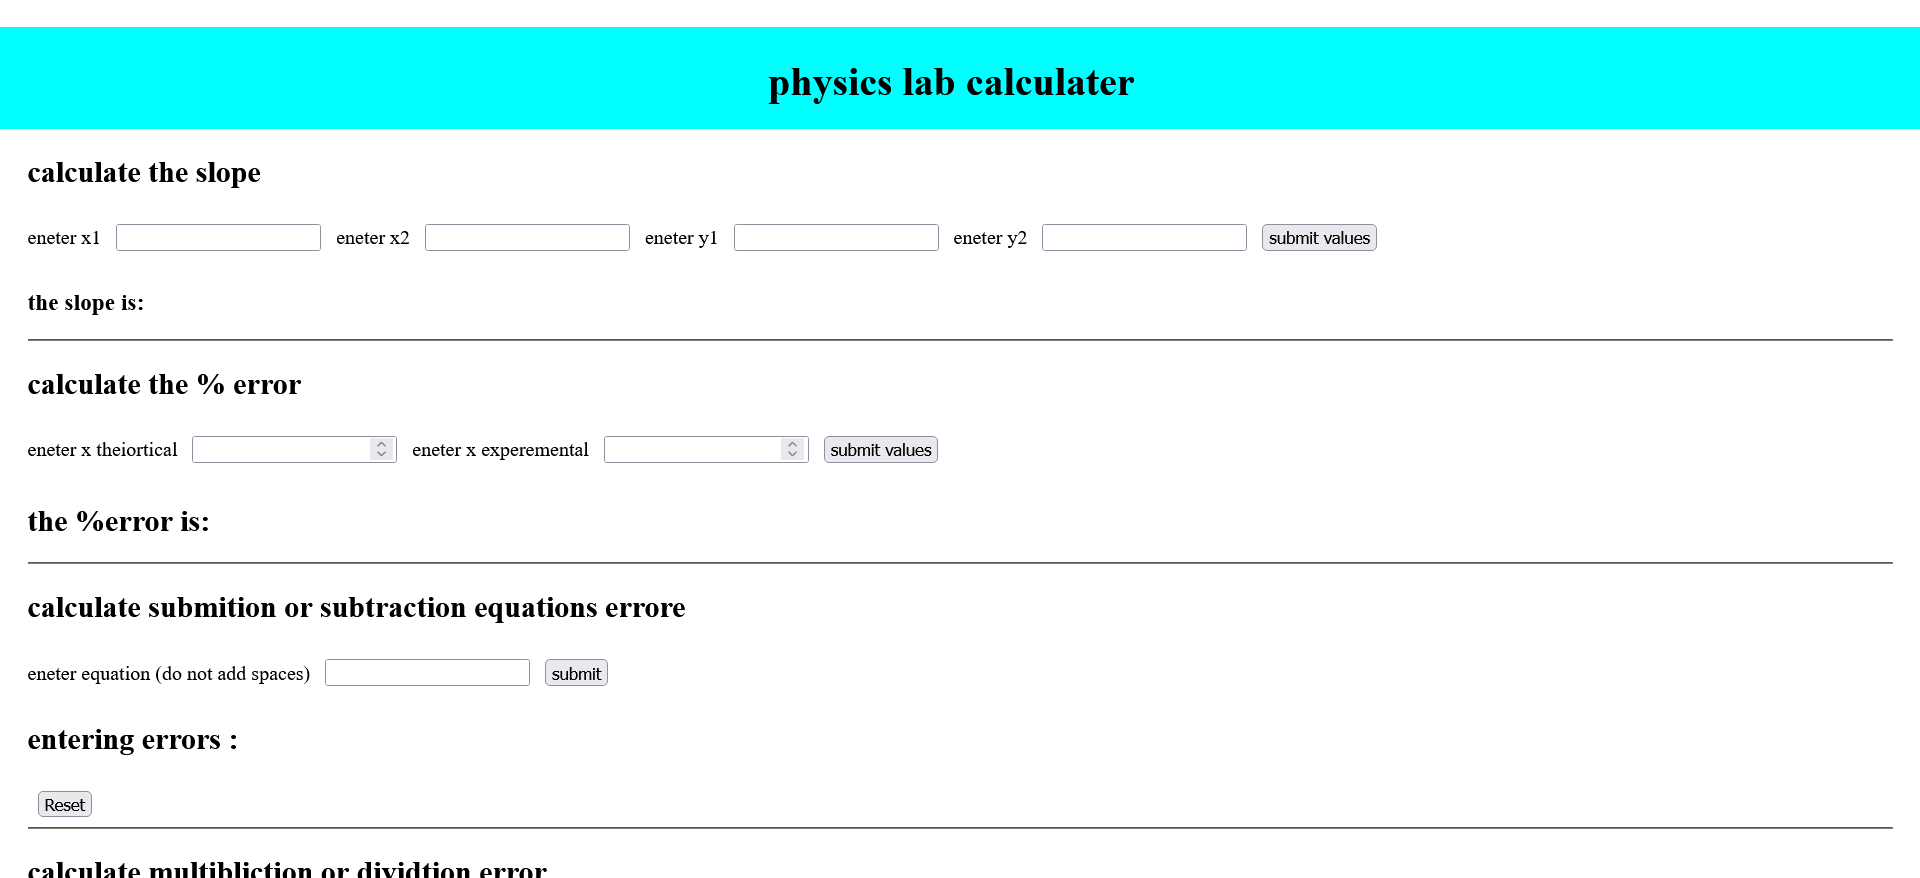 physics lab calculater
calculate the slope
eneter x1 eneter x2 eneter y1 eneter y2 submit values
the slope is:
calculate the % error
eneter x theiortical eneter x experemental submit values
the %error is:
calculate submition or subtraction equations errore
eneter equation (do not add spaces) submit
entering errors :
Reset
calculate multibliction or dividtion error